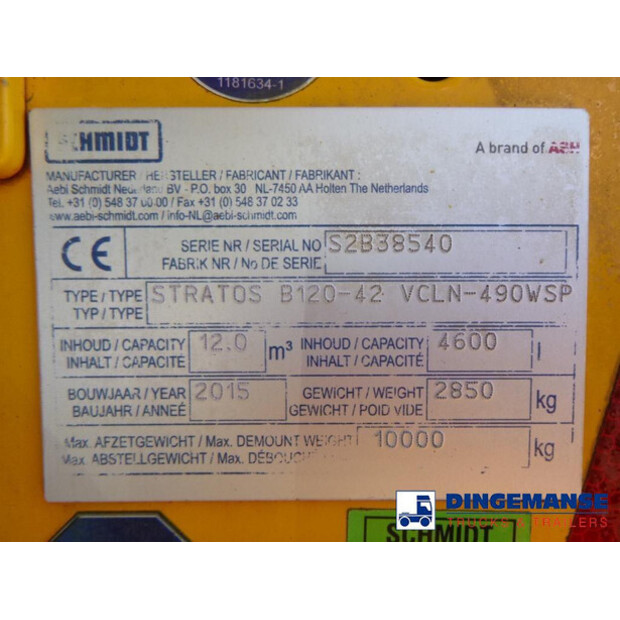 1181634-1
SCHMIDT
A brand of AEBI
MANUFACTURER / HERSTELLER / FABRICANT / FABRIKANT :
Aebi Schmidt Nederland BV - P.O. box 30 NL-7450 AA Holten The Netherlands
Tel. +31 (0) 548 37 00 00 / Fax +31 (0) 548 37 02 33
www.aebi-schmidt.com / info-NL@aebi-schmidt.com
CE
SERIE NR / SERIAL NO S2B38540
FABRIK NR / No DE SERIE
TYPE / TYPE STRATOS B120-42 VCLN-490WSP
TYP / TYPE
INHOUD / CAPACITY 12.0 m³ INHOUD / CAPACITY 4600 l
INHALT / CAPACITÉ INHALT / CAPACITÉ
BOUWJAAR / YEAR 2015 GEWICHT / WEIGHT 2850 kg
BAUJAHR / ANNEÉ GEWICHT / POID VIDE
Max. AFZETGEWICHT / Max. DEMOUNT WEIGHT 10000 kg
Max. ABSTELLGEWICHT / Max.
DINGEMANSE
TRUCKS & TRAILERS
SCHMIDT